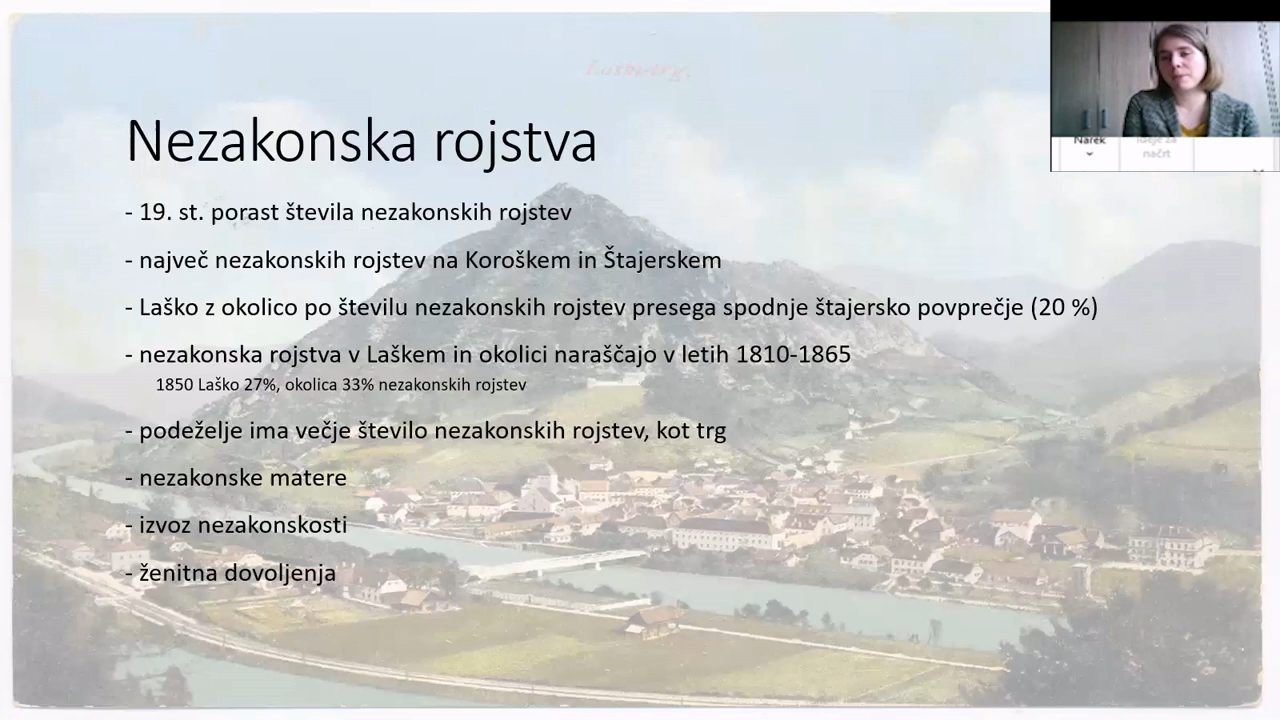 Nezakonska rojstva
- 19. st. porast števila nezakonskih rojstev
- največ nezakonskih rojstev na Koroškem in Štajerskem
- Laško z okolico po številu nezakonskih rojstev presega spodnje štajersko povprečje (20 %)
- nezakonska rojstva v Laškem in okolici naraščajo v letih 1810-1865
1850 Laško 27%, okolica 33% nezakonskih rojstev
- podeželje ima večje število nezakonskih rojstev, kot trg
- nezakonske matere
- izvoz nezakonskosti
- ženitna dovoljenja
Narek
načrt